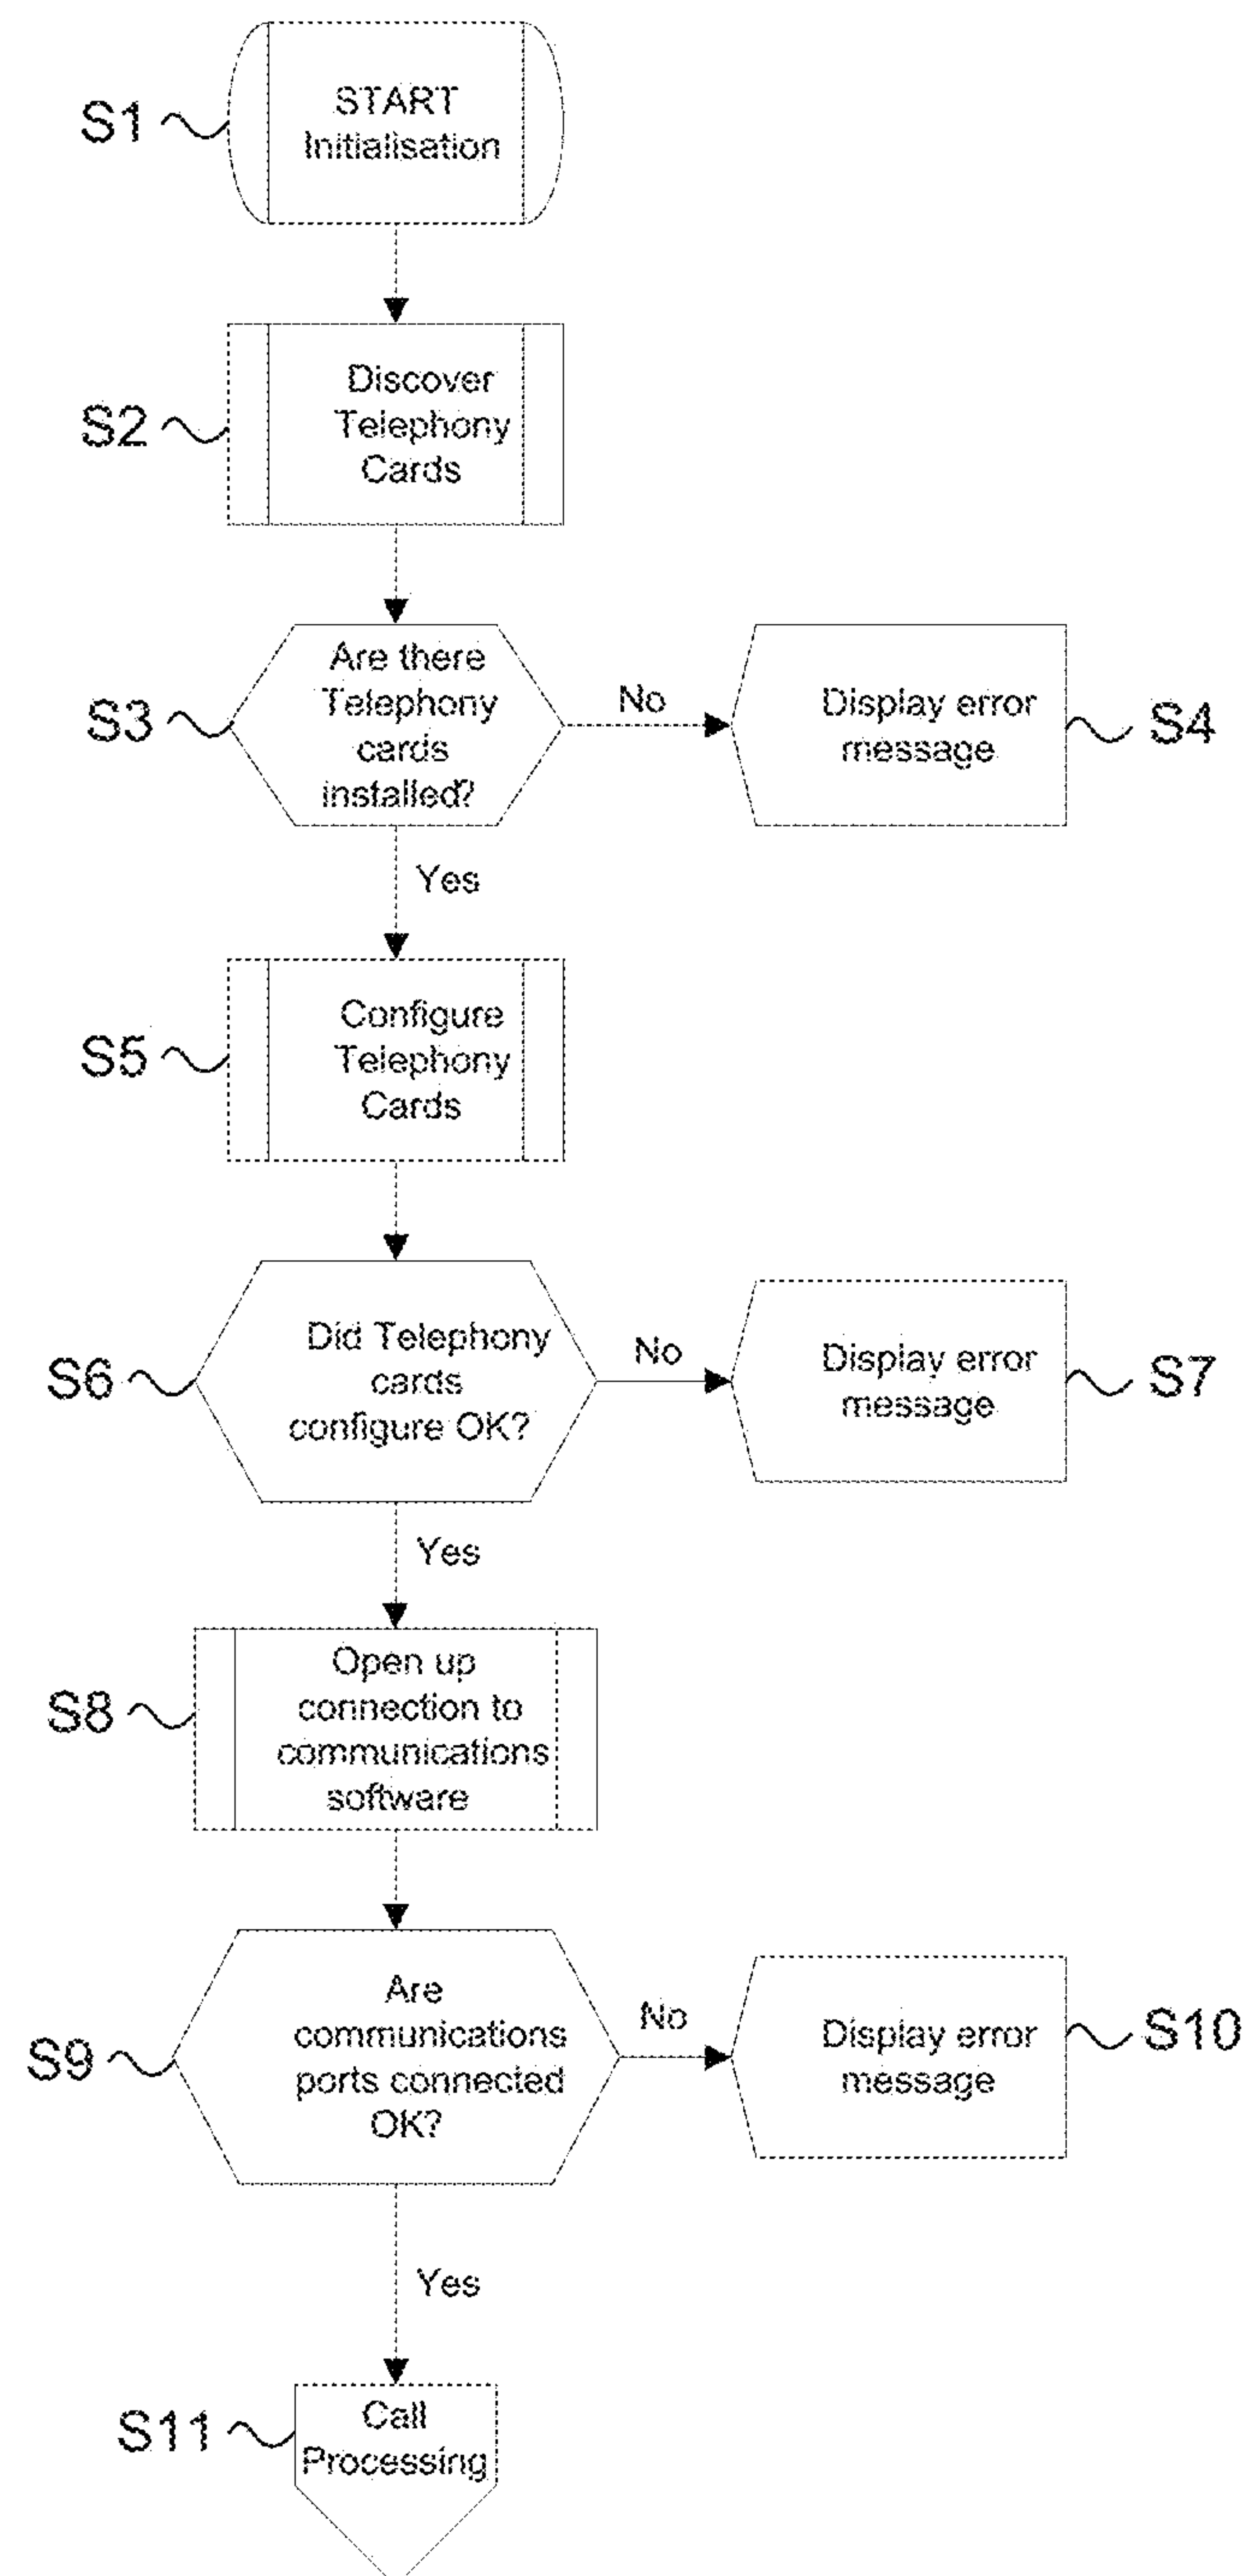 S1
START
Initialisation
S2
Discover
Telephony
Cards
S3
Are there
Telephony
cards
installed?
No
Display error
message
S4
Yes
S5
Configure
Telephony
Cards
S6
Did Telephony
cards
configure OK?
No
Display error
message
S7
Yes
S8
Open up
connection to
communications
software
S9
Are
communications
ports connected
OK?
No
Display error
message
S10
Yes
S11
Call
Processing